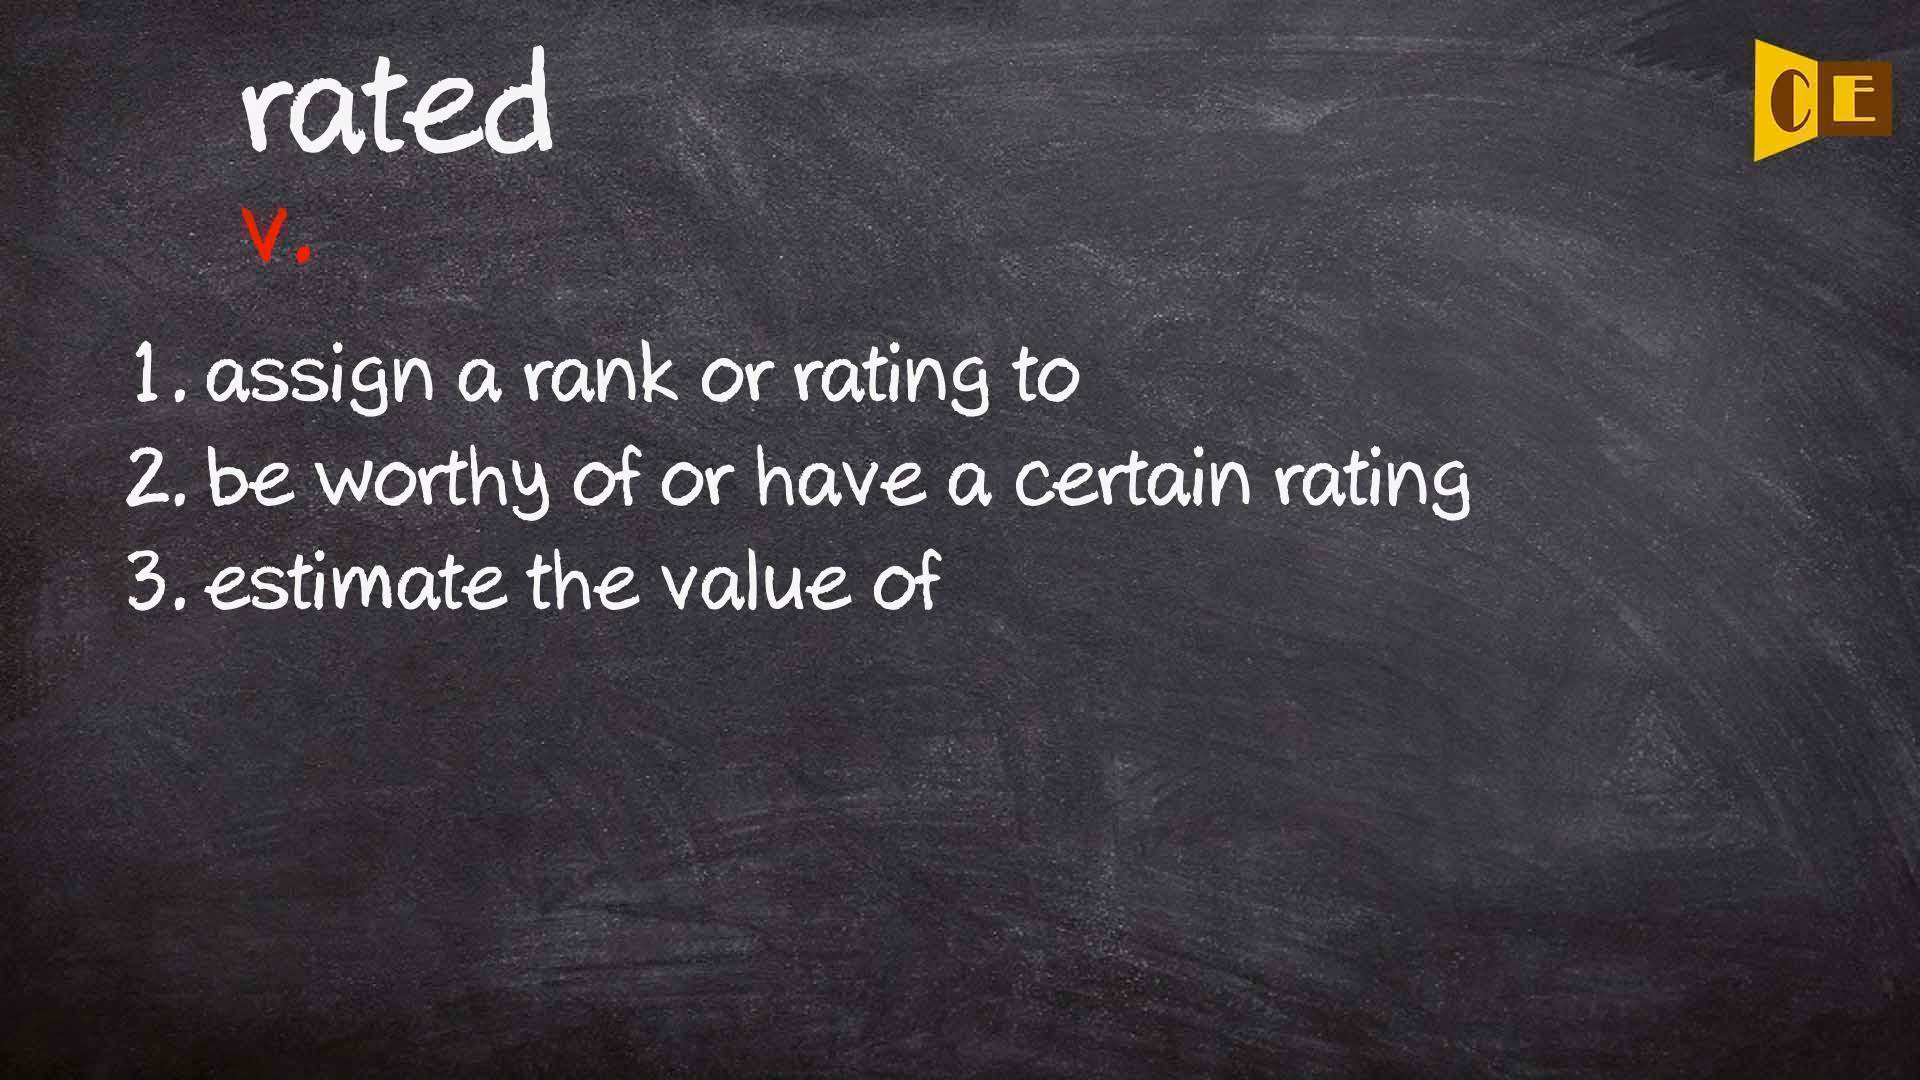 rated
CE
v.
1. assign a rank or rating to
2. be worthy of or have a certain rating
3. estimate the value of